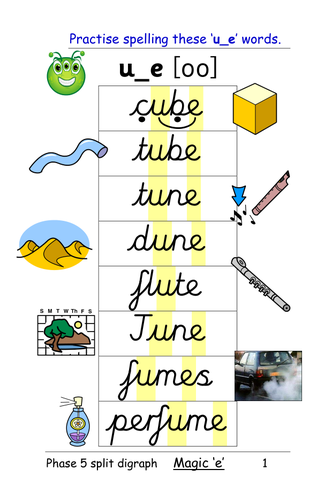 Practise spelling these ‘u_e’ words.
u_e [oo]
cube
tube
tune
dune
flute
S M T W Th F S
June
fumes
perfume
Phase 5 split digraph Magic ‘e’ 1